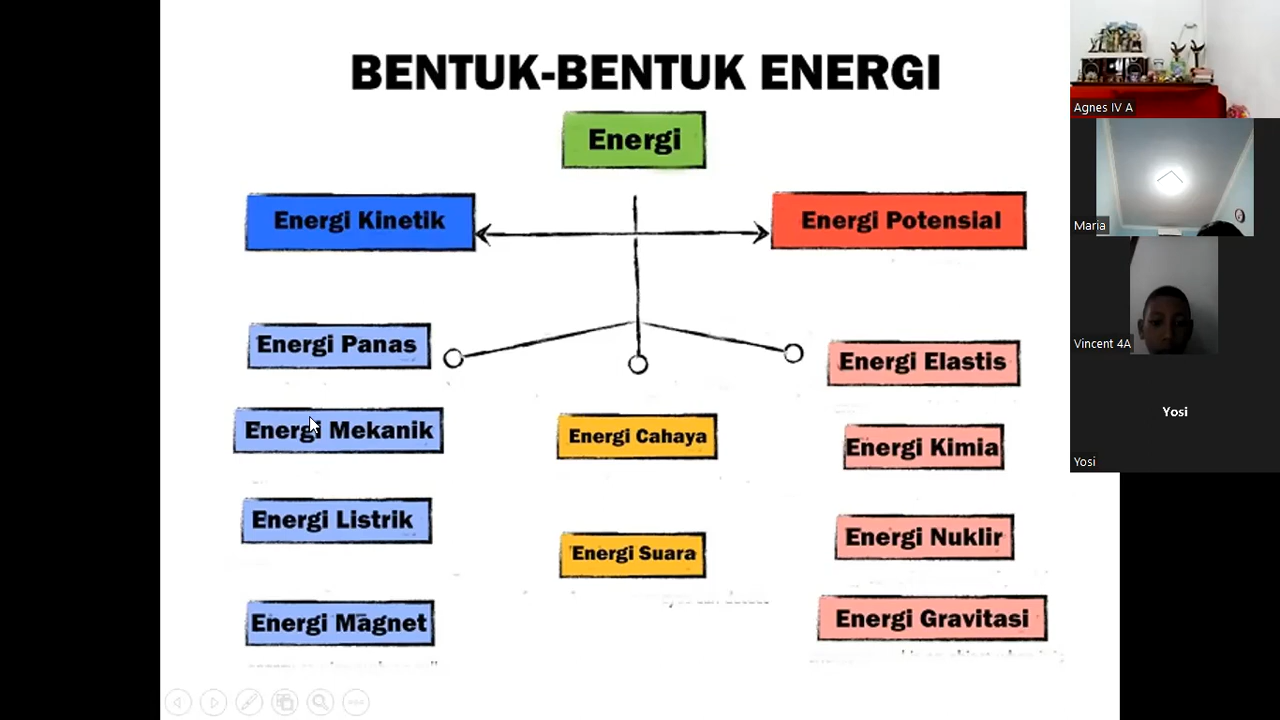 BENTUK-BENTUK ENERGI
Energi
Energi Kinetik
Energi Potensial
Energi Panas
Energi Mekanik
Energi Listrik
Energi Magnet
Energi Cahaya
Energi Suara
Energi Elastis
Energi Kimia
Energi Nuklir
Energi Gravitasi
Agnes IV A
Maria
Vincent 4A
Yosi
Yosi